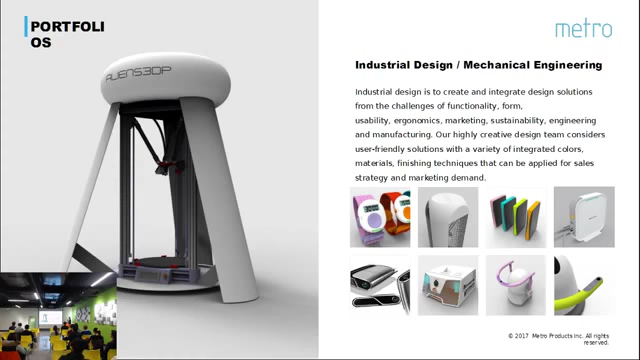 PORTFOLI
OS
metro
ALIENS3DP
Industrial Design / Mechanical Engineering
Industrial design is to create and integrate design solutions
from the challenges of functionality, form,
usability, ergonomics, marketing, sustainability, engineering
and manufacturing. Our highly creative design team considers
user-friendly solutions with a variety of integrated colors,
materials, finishing techniques that can be applied for sales
strategy and marketing demand.
© 2017 Metro Products Inc. All rights
reserved.